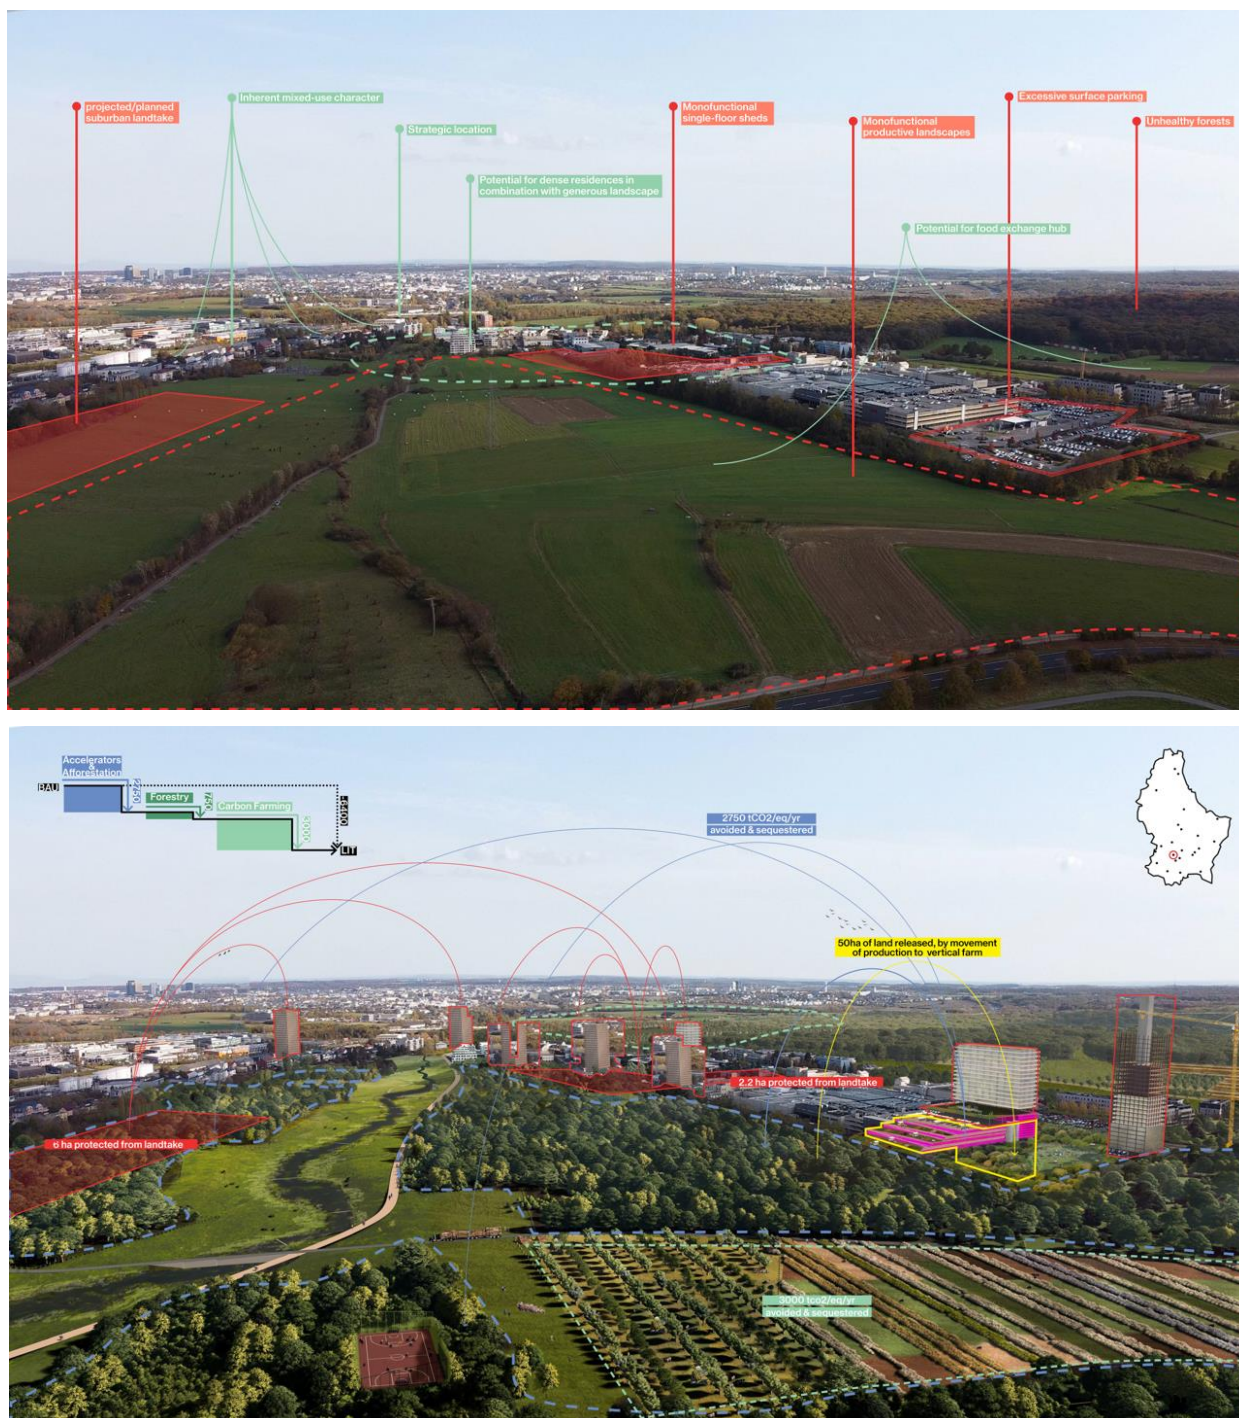 projected/planned
suburban landtake
Inherent mixed-use character
Strategic location
Potential for dense residences in
combination with generous landscape
Monofunctional
single-floor sheds
Monofunctional
productive landscapes
Excessive surface parking
Unhealthy forests
Potential for food exchange hub
Accelerators
&
Afforestation
BAU
2750
Forestry
750
Carbon Farming
3000
LIT
2750 tCO2/eq/yr
avoided & sequestered
50ha of land released, by movement
of production to vertical farm
2.2 ha protected from landtake
6 ha protected from landtake
3000 tco2/eq/yr
avoided & sequestered